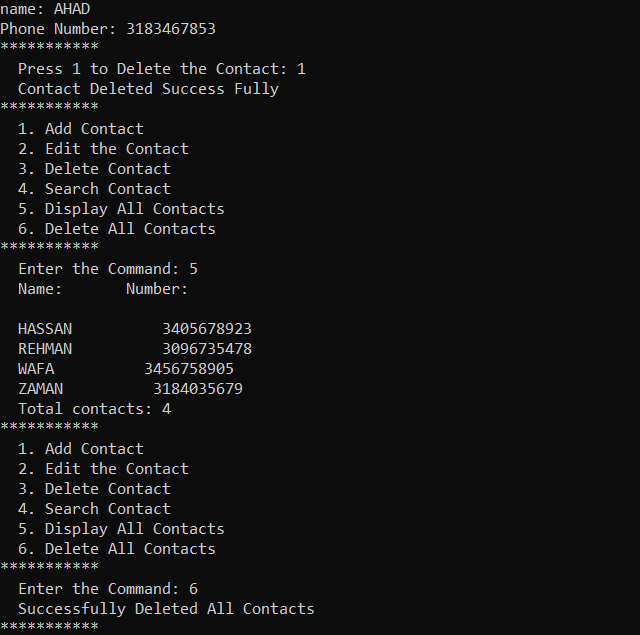 name: AHAD
Phone Number: 3183467853
***********
  Press 1 to Delete the Contact: 1
  Contact Deleted Success Fully
***********
  1. Add Contact
  2. Edit the Contact
  3. Delete Contact
  4. Search Contact
  5. Display All Contacts
  6. Delete All Contacts
***********
  Enter the Command: 5
  Name:       Number:

  HASSAN          3405678923
  REHMAN          3096735478
  WAFA          3456758905
  ZAMAN          3184035679
  Total contacts: 4
***********
  1. Add Contact
  2. Edit the Contact
  3. Delete Contact
  4. Search Contact
  5. Display All Contacts
  6. Delete All Contacts
***********
  Enter the Command: 6
  Successfully Deleted All Contacts
***********